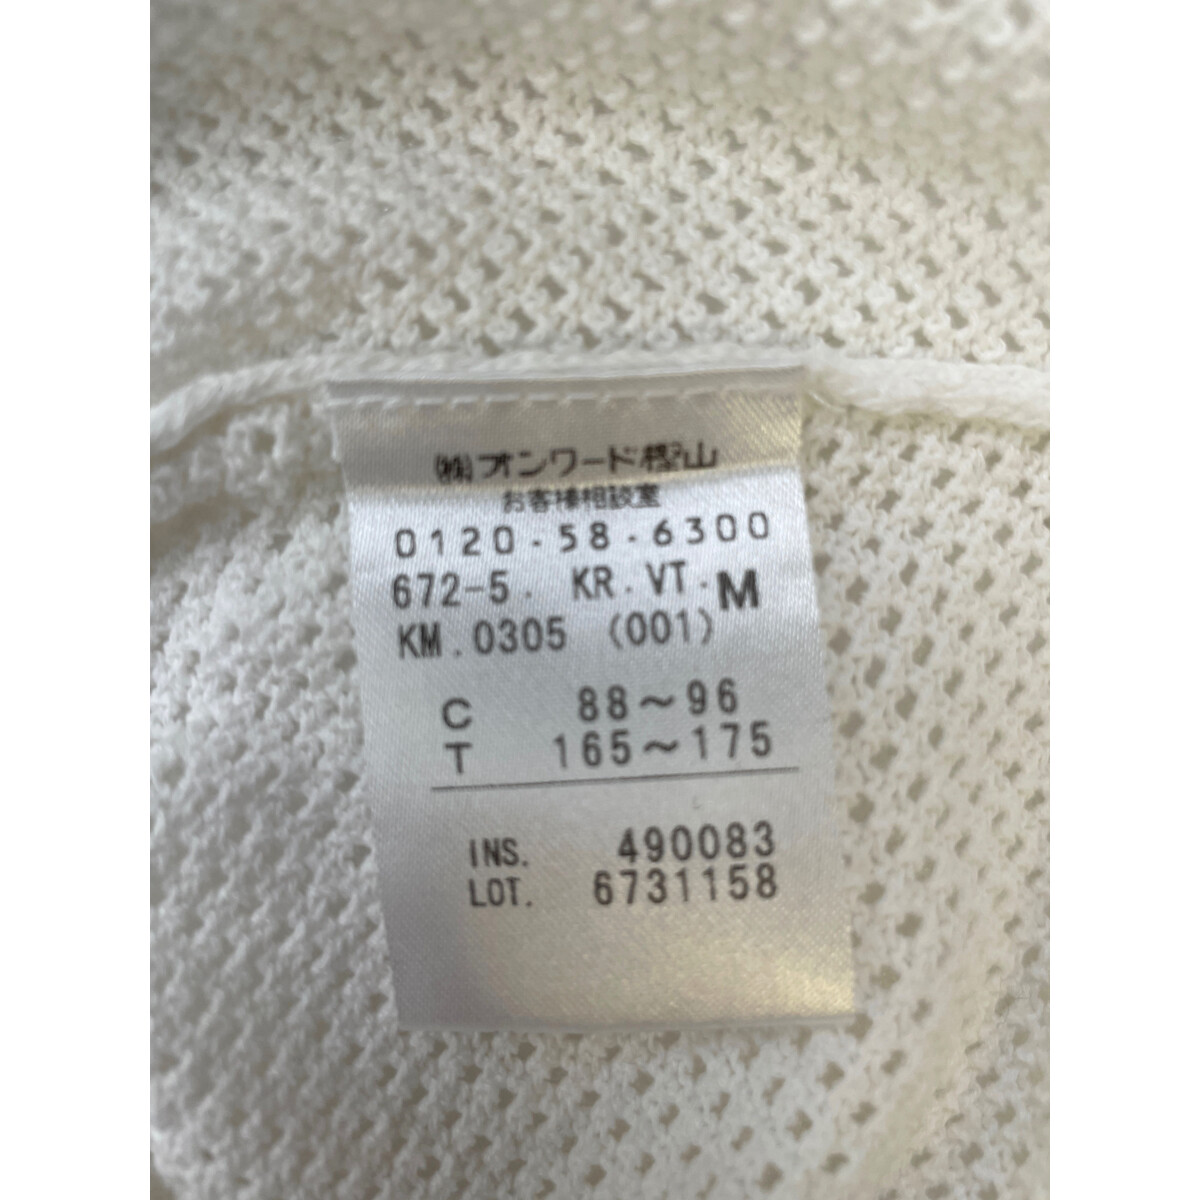 ㈱オンワード樫山
お客様相談室
0120-58-6300
672-5. KR.VT. M
KM.0305 (001)
C 88～96
T 165～175
INS. 490083
LOT. 6731158